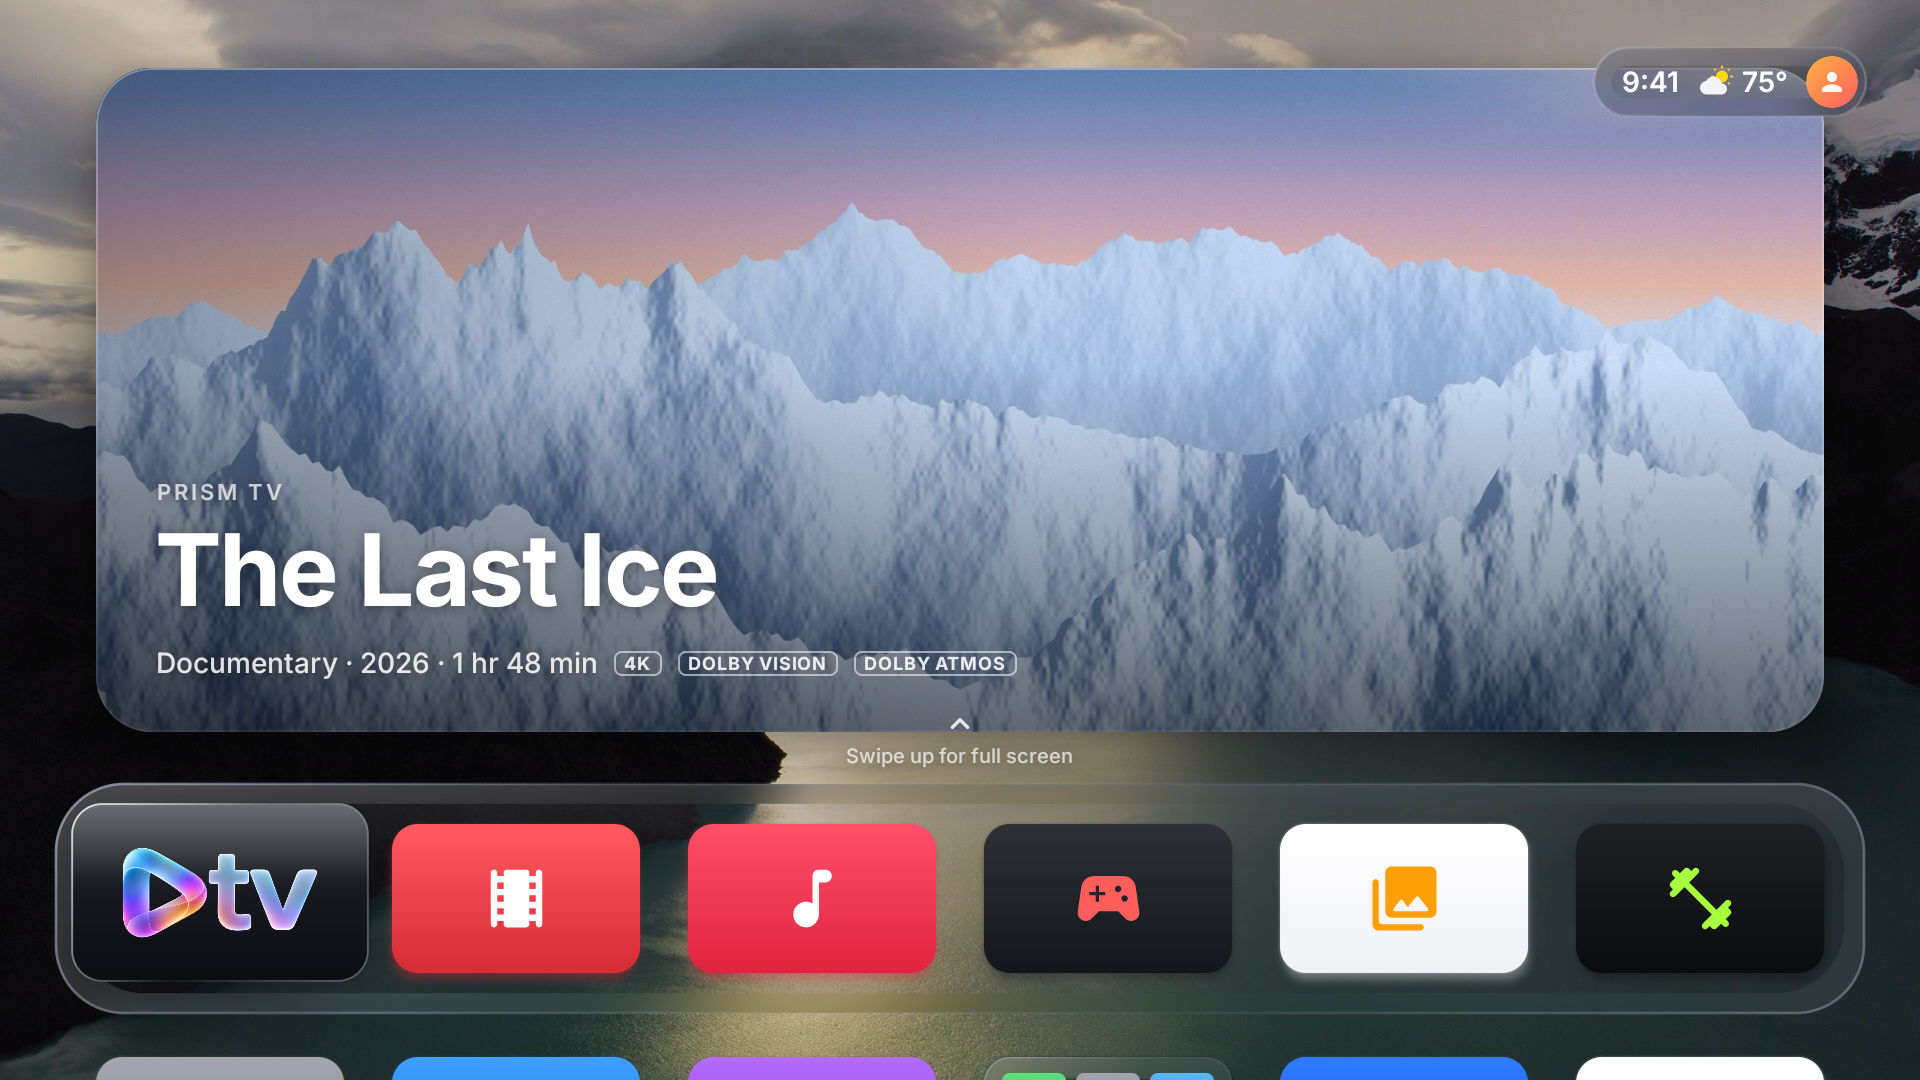 9:41 75°
PRISM TV
The Last Ice
Documentary · 2026 · 1 hr 48 min 4K DOLBY VISION DOLBY ATMOS
Swipe up for full screen
tv